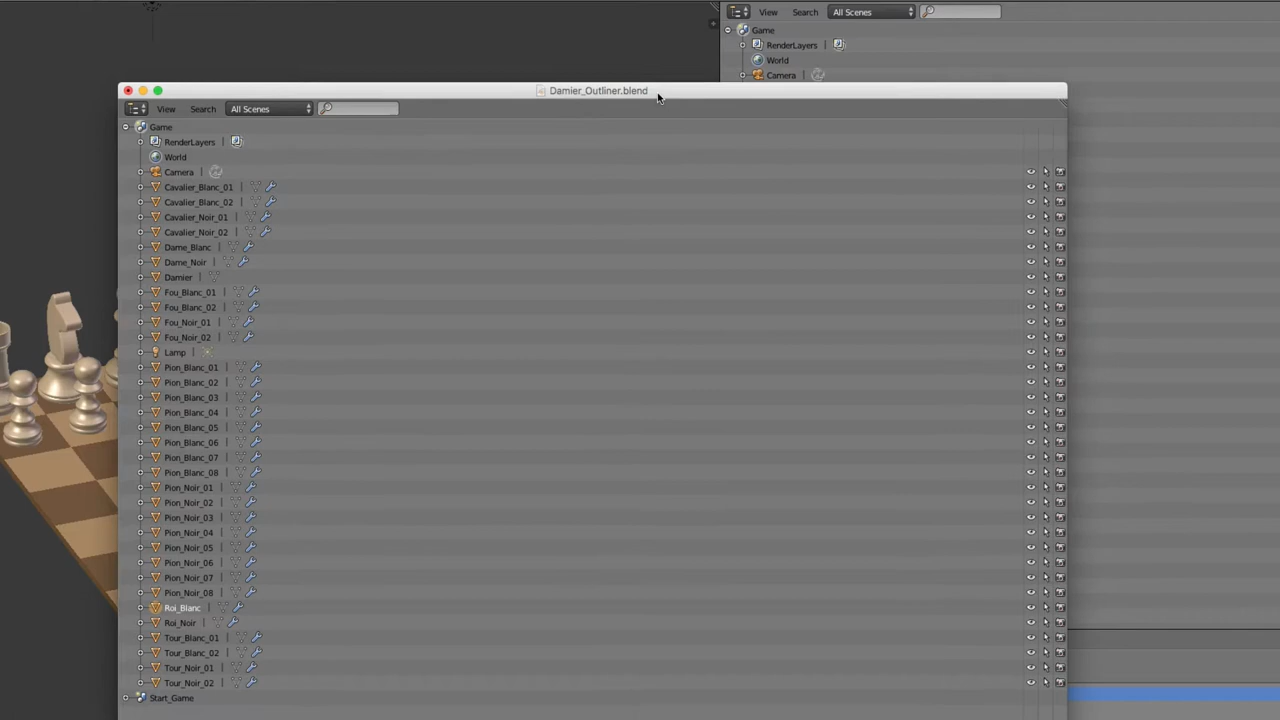 View Search All Scenes
Game
RenderLayers
World
Camera
Damier_Outliner.blend
View Search All Scenes
Game
RenderLayers
World
Camera
Cavalier_Blanc_01
Cavalier_Blanc_02
Cavalier_Noir_01
Cavalier_Noir_02
Dame_Blanc
Dame_Noir
Damier
Fou_Blanc_01
Fou_Blanc_02
Fou_Noir_01
Fou_Noir_02
Lamp
Pion_Blanc_01
Pion_Blanc_02
Pion_Blanc_03
Pion_Blanc_04
Pion_Blanc_05
Pion_Blanc_06
Pion_Blanc_07
Pion_Blanc_08
Pion_Noir_01
Pion_Noir_02
Pion_Noir_03
Pion_Noir_04
Pion_Noir_05
Pion_Noir_06
Pion_Noir_07
Pion_Noir_08
Roi_Blanc
Roi_Noir
Tour_Blanc_01
Tour_Blanc_02
Tour_Noir_01
Tour_Noir_02
Start_Game